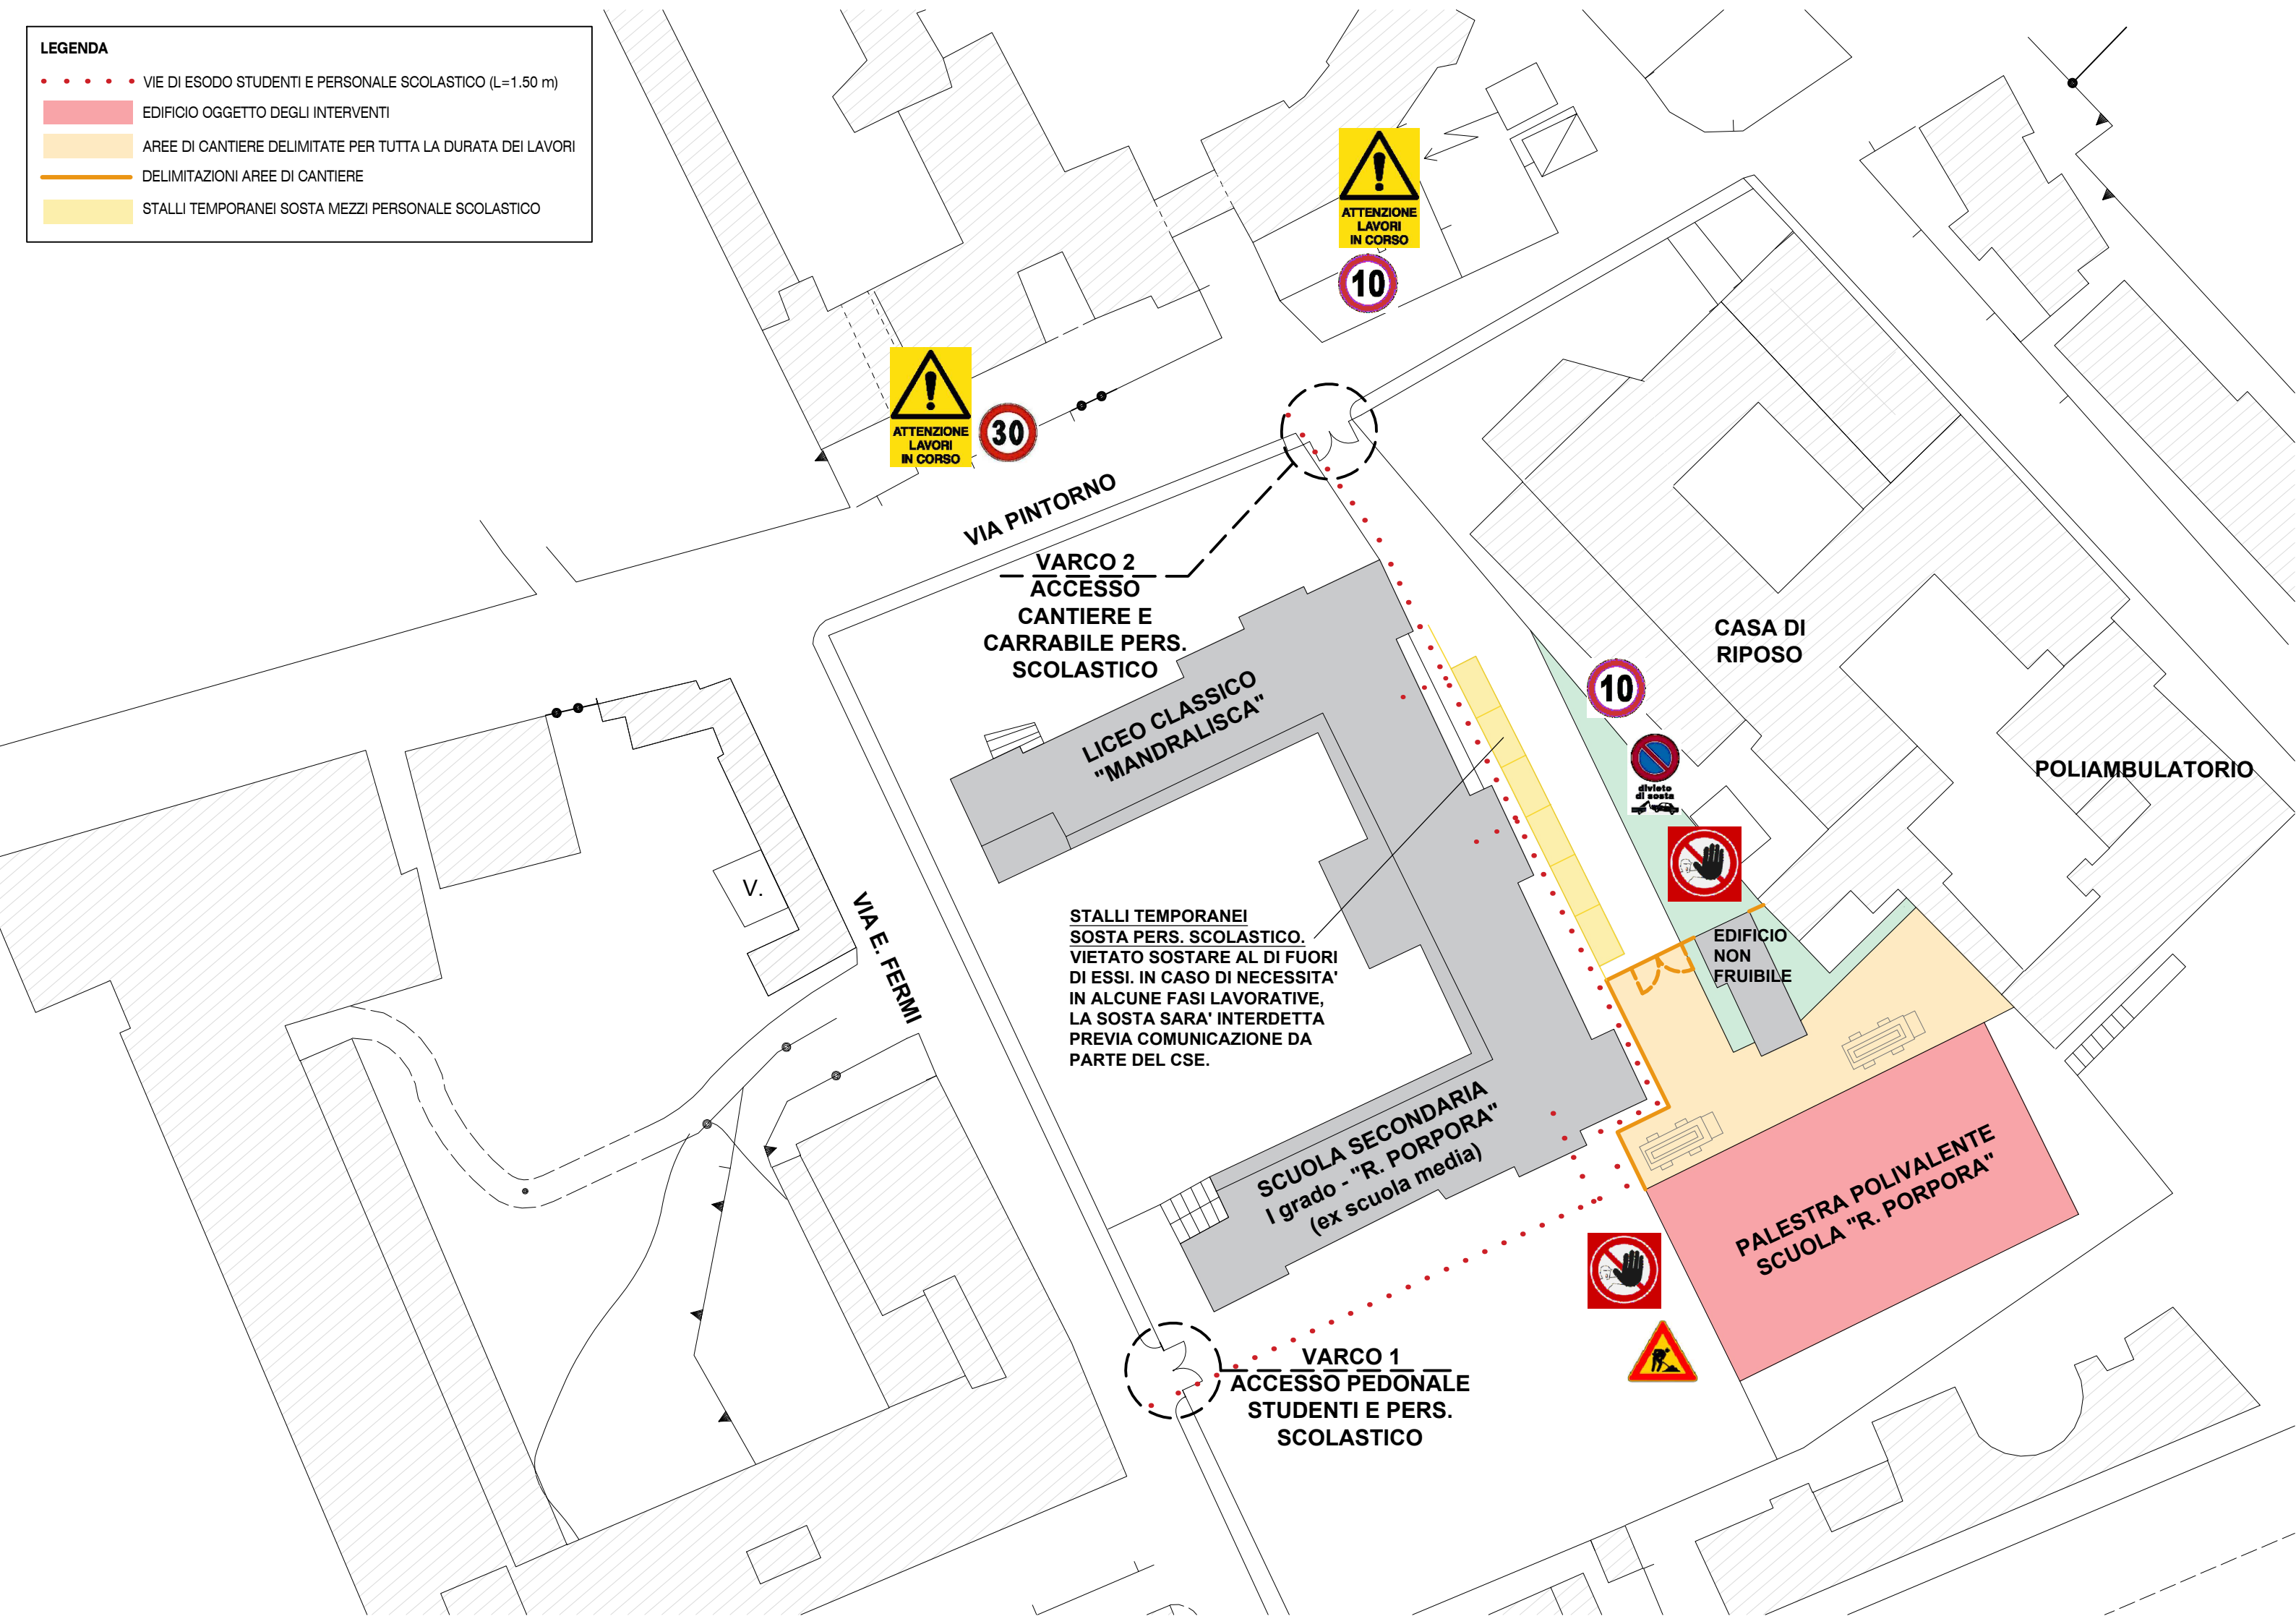 LEGENDA
VIE DI ESODO STUDENTI E PERSONALE SCOLASTICO (L=1.50 m)
EDIFICIO OGGETTO DEGLI INTERVENTI
AREE DI CANTIERE DELIMITATE PER TUTTA LA DURATA DEI LAVORI
DELIMITAZIONI AREE DI CANTIERE
STALLI TEMPORANEI SOSTA MEZZI PERSONALE SCOLASTICO
ATTENZIONE
LAVORI
IN CORSO
10
ATTENZIONE
LAVORI
IN CORSO
30
VIA PINTORNO
VARCO 2
ACCESSO
CANTIERE E
CARRABILE PERS.
SCOLASTICO
CASA DI
RIPOSO
10
LICEO CLASSICO
"MANDRALISCA"
POLIAMBULATORIO
divieto
di sosta
V.
VIA E. FERMI
STALLI TEMPORANEI
SOSTA PERS. SCOLASTICO.
VIETATO SOSTARE AL DI FUORI
DI ESSI. IN CASO DI NECESSITA'
IN ALCUNE FASI LAVORATIVE,
LA SOSTA SARA' INTERDETTA
PREVIA COMUNICAZIONE DA
PARTE DEL CSE.
EDIFICIO
NON
FRUIBILE
SCUOLA SECONDARIA
I grado - "R. PORPORA"
(ex scuola media)
PALESTRA POLIVALENTE
SCUOLA "R. PORPORA"
VARCO 1
ACCESSO PEDONALE
STUDENTI E PERS.
SCOLASTICO